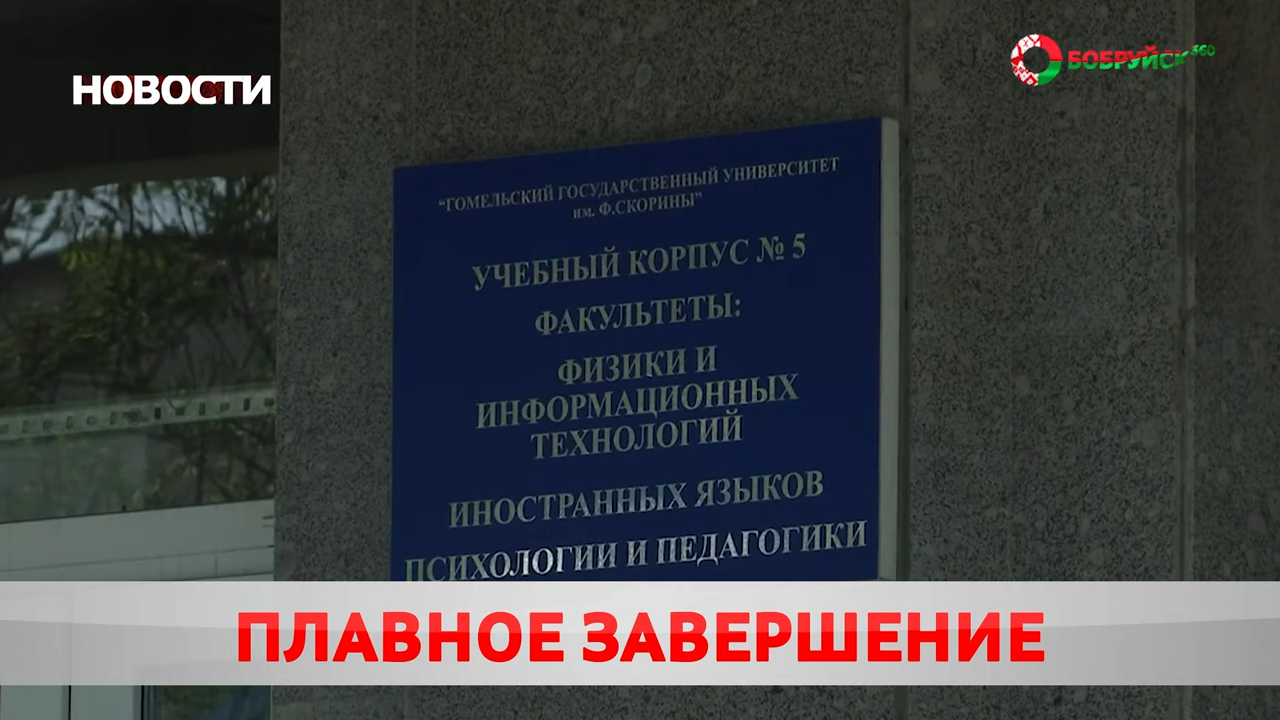 НОВОСТИ
БОБРУЙСК 360
"ГОМЕЛЬСКИЙ ГОСУДАРСТВЕННЫЙ УНИВЕРСИТЕТ
им. Ф.СКОРИНЫ"
УЧЕБНЫЙ КОРПУС № 5
ФАКУЛЬТЕТЫ:
ФИЗИКИ И
ИНФОРМАЦИОННЫХ
ТЕХНОЛОГИЙ
ИНОСТРАННЫХ ЯЗЫКОВ
ПСИХОЛОГИИ И ПЕДАГОГИКИ
ПЛАВНОЕ ЗАВЕРШЕНИЕ